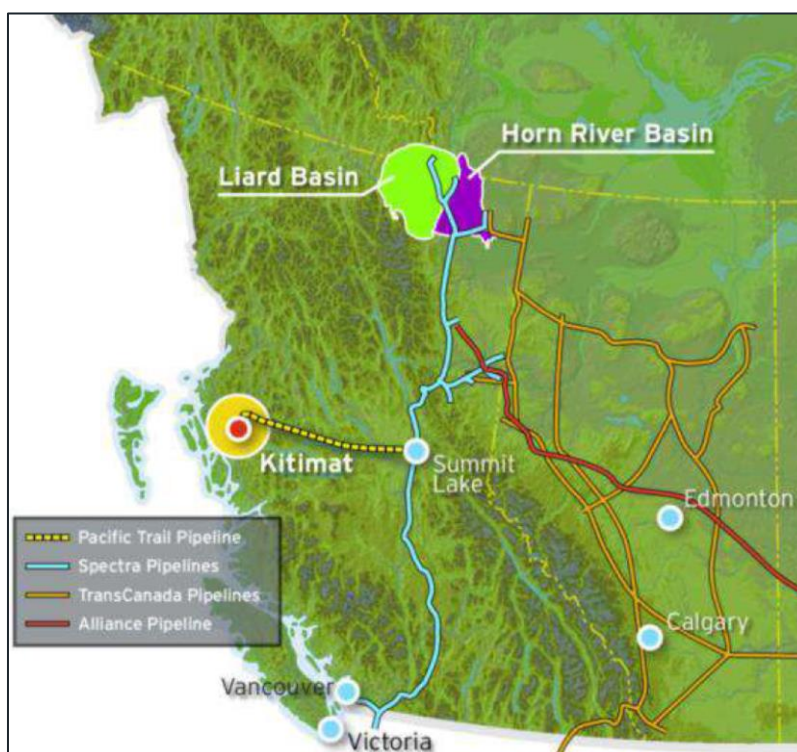 Horn River Basin
Liard Basin
Kitimat
Summit
Lake
Edmonton
Pacific Trail Pipeline
Spectra Pipelines
TransCanada Pipelines
Alliance Pipeline
Calgary
Vancouver
Victoria